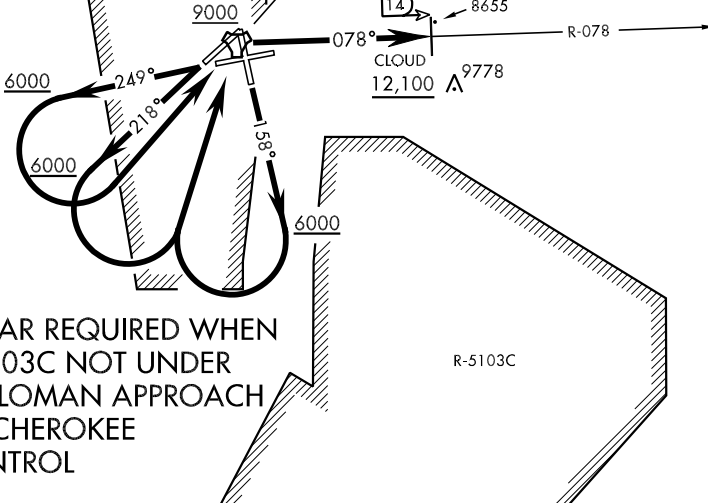 9000
14
8655
078°
R-078
CLOUD
12,100
9778
6000
249°
218°
158°
6000
6000
AR REQUIRED WHEN
03C NOT UNDER
LOMAN APPROACH
CHEROKEE
NTROL
R-5103C